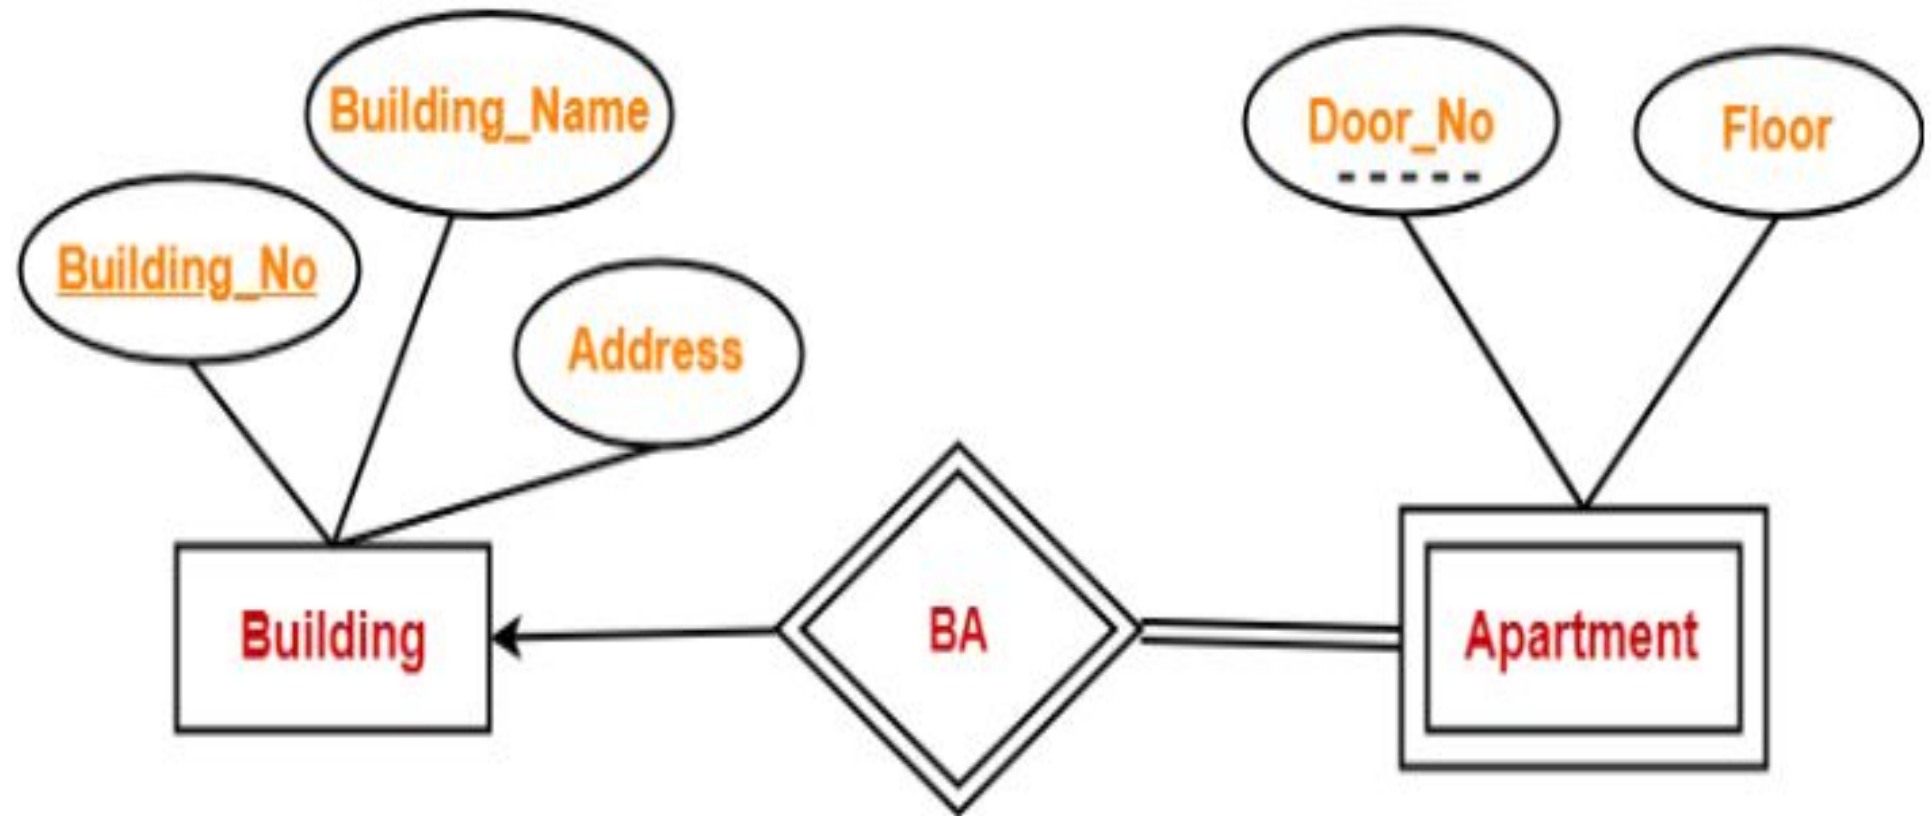 Building_Name
Door_No
Floor
Building_No
Address
Building
BA
Apartment